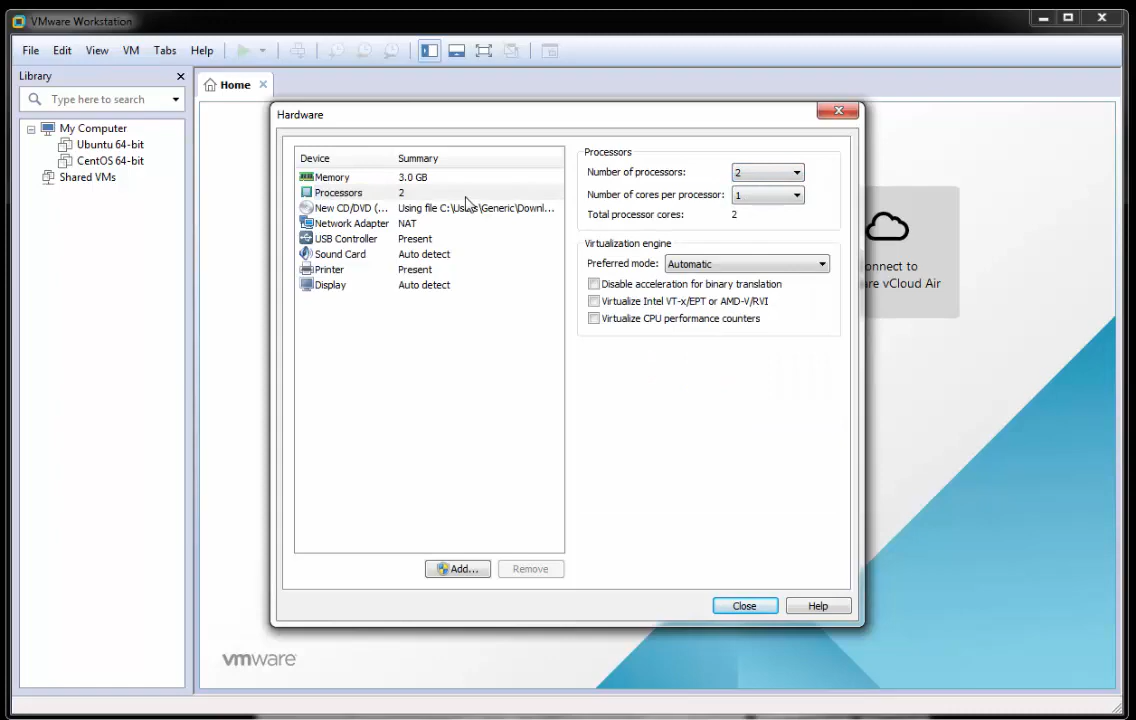 VMware Workstation
File Edit View VM Tabs Help
Library
Type here to search
My Computer
Ubuntu 64-bit
CentOS 64-bit
Shared VMs
Home
Hardware
Device Summary
Memory 3.0 GB
Processors 2
New CD/DVD (... Using file C:\Users\Generic\Downl...
Network Adapter NAT
USB Controller Present
Sound Card Auto detect
Printer Present
Display Auto detect
Add... Remove
Processors
Number of processors: 2
Number of cores per processor: 1
Total processor cores: 2
Virtualization engine
Preferred mode: Automatic
Disable acceleration for binary translation
Virtualize Intel VT-x/EPT or AMD-V/RVI
Virtualize CPU performance counters
Close Help
onnect to
re vCloud Air
vmware